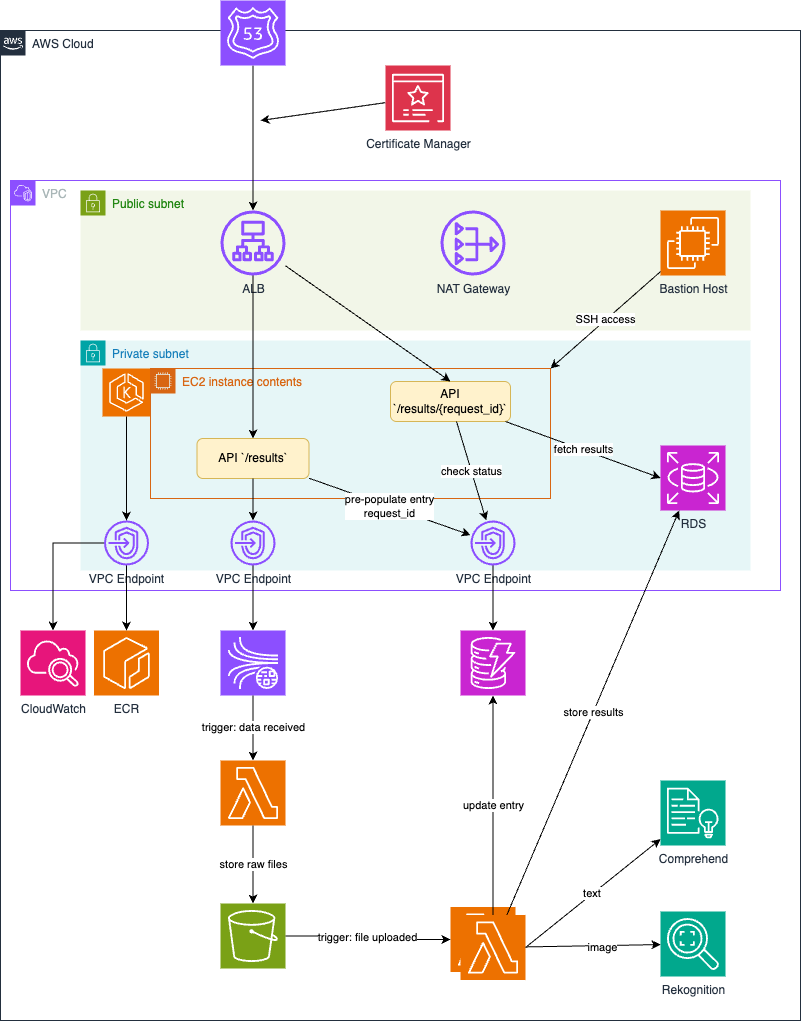 53
aws
AWS Cloud
Certificate Manager
VPC
Public subnet
ALB
NAT Gateway
Bastion Host
SSH access
Private subnet
K
EC2 instance contents
API
`/results/{request_id}`
API `/results`
fetch results
check status
pre-populate entry
request_id
RDS
VPC Endpoint
VPC Endpoint
VPC Endpoint
CloudWatch
ECR
store results
trigger: data received
update entry
store raw files
Comprehend
text
trigger: file uploaded
image
Rekognition